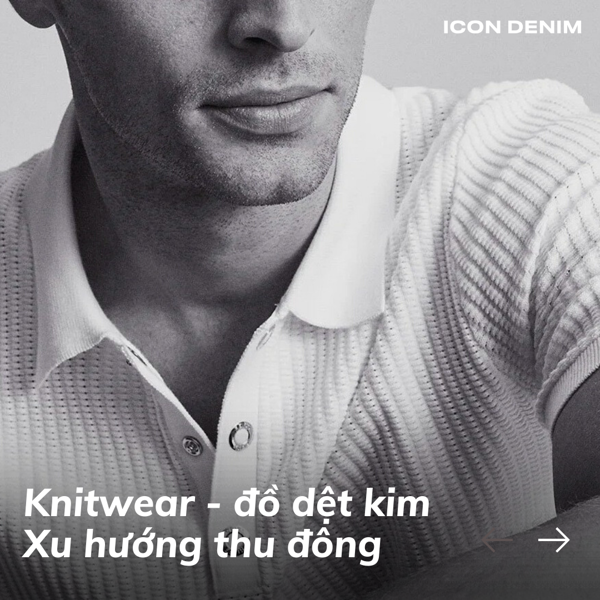 ICON DENIM
Knitwear - đồ dệt kim
Xu hướng thu đông